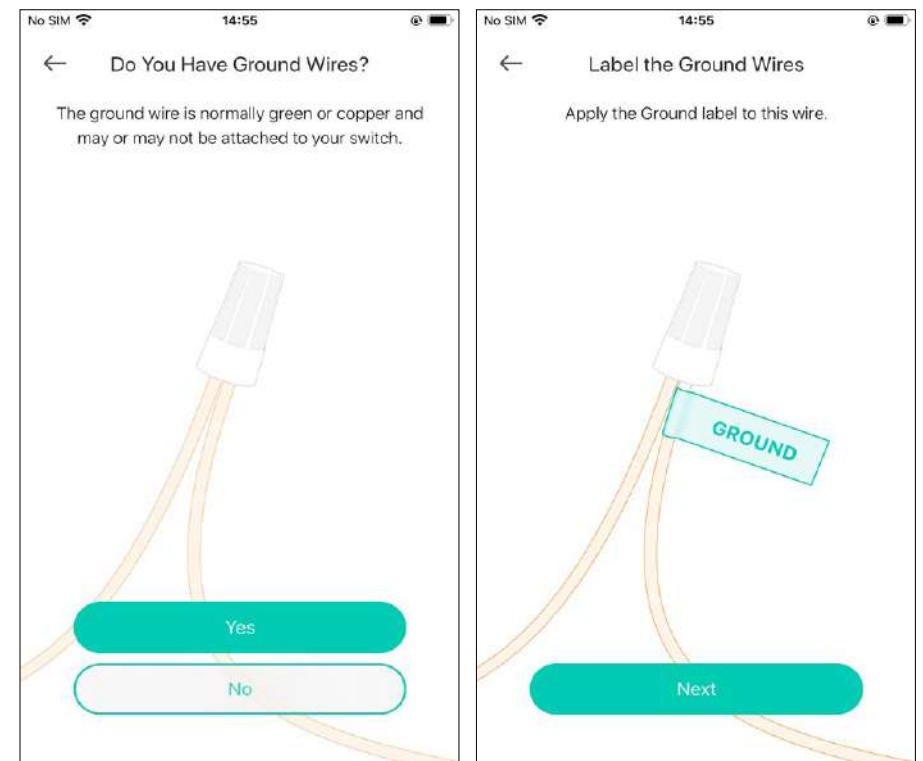 No SIM 14:55
Do You Have Ground Wires?
The ground wire is normally green or copper and
may or may not be attached to your switch.
Yes
No
No SIM 14:55
Label the Ground Wires
Apply the Ground label to this wire.
GROUND
Next